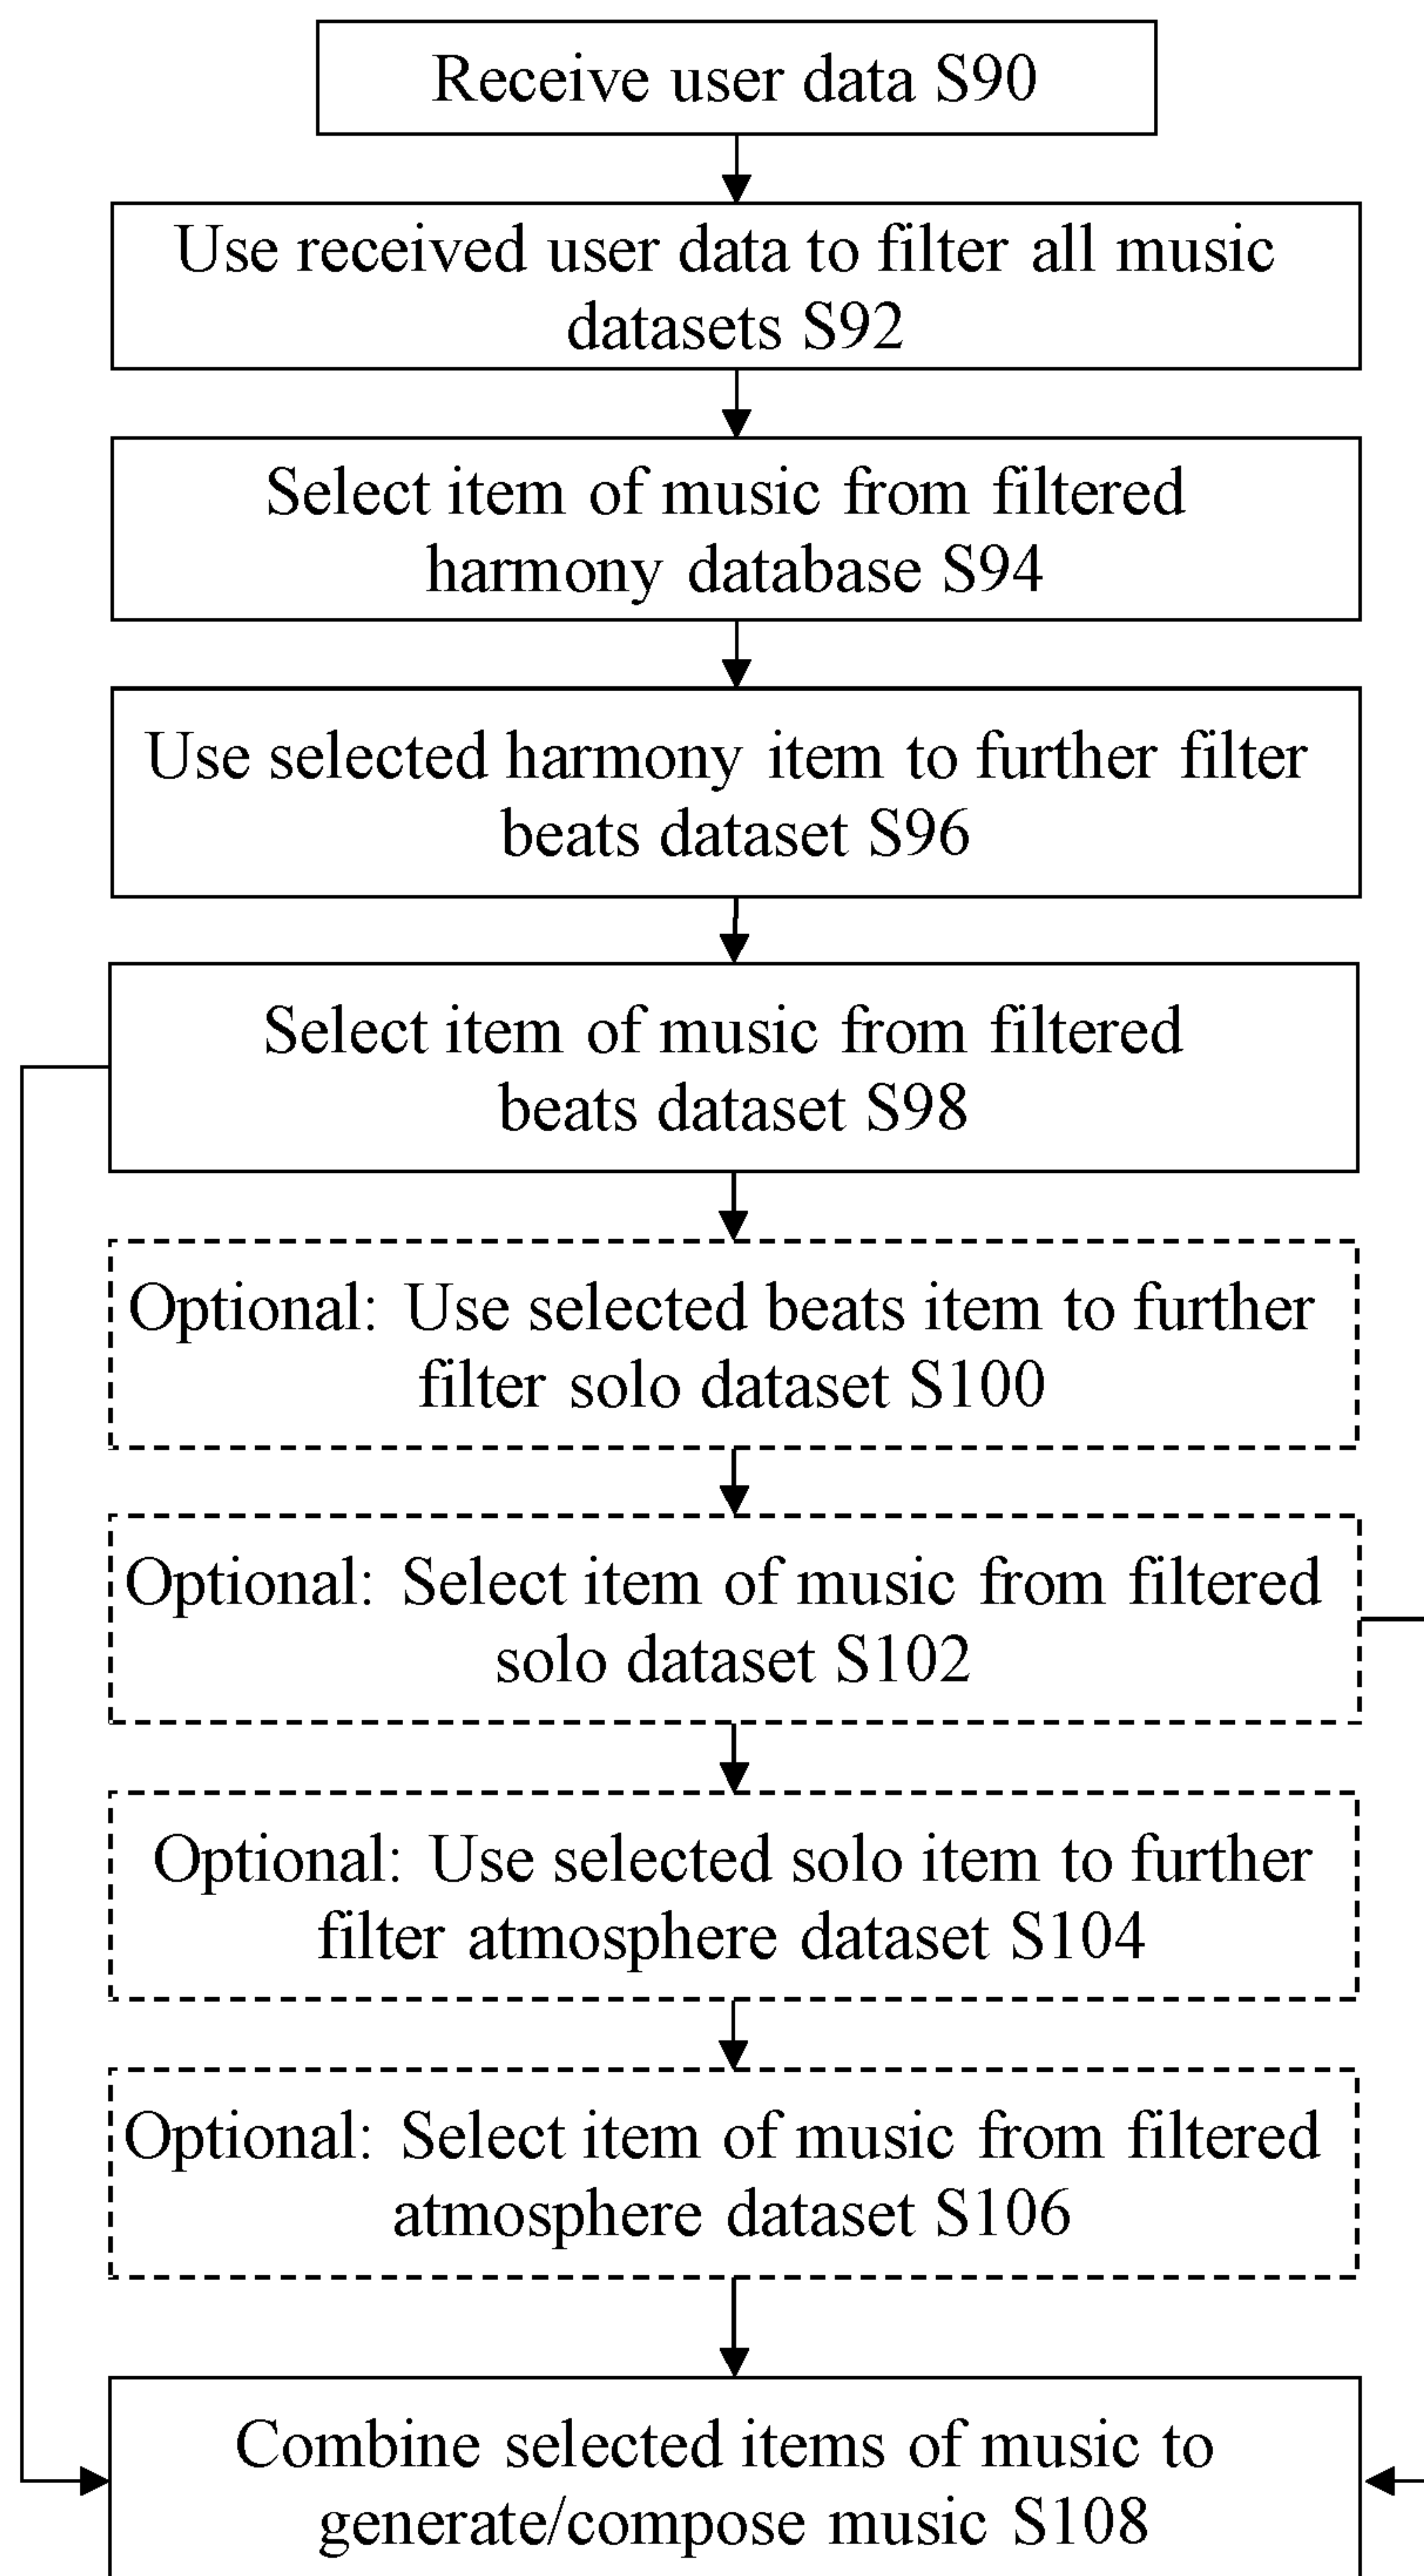 Receive user data S90
Use received user data to filter all music
datasets S92
Select item of music from filtered
harmony database S94
Use selected harmony item to further filter
beats dataset S96
Select item of music from filtered
beats dataset S98
Optional: Use selected beats item to further
filter solo dataset S100
Optional: Select item of music from filtered
solo dataset S102
Optional: Use selected solo item to further
filter atmosphere dataset S104
Optional: Select item of music from filtered
atmosphere dataset S106
Combine selected items of music to
generate/compose music S108